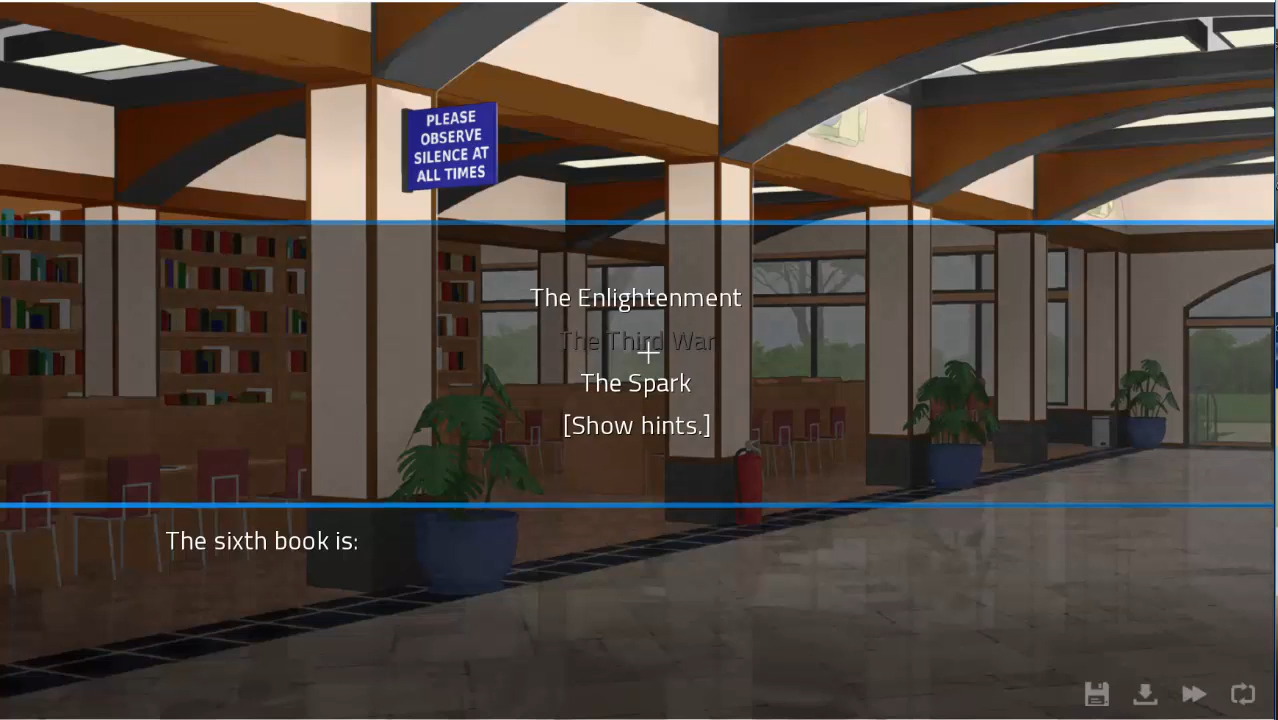 PLEASE
OBSERVE
SILENCE AT
ALL TIMES
The Enlightenment
The Third War
The Spark
[Show hints.]
The sixth book is: